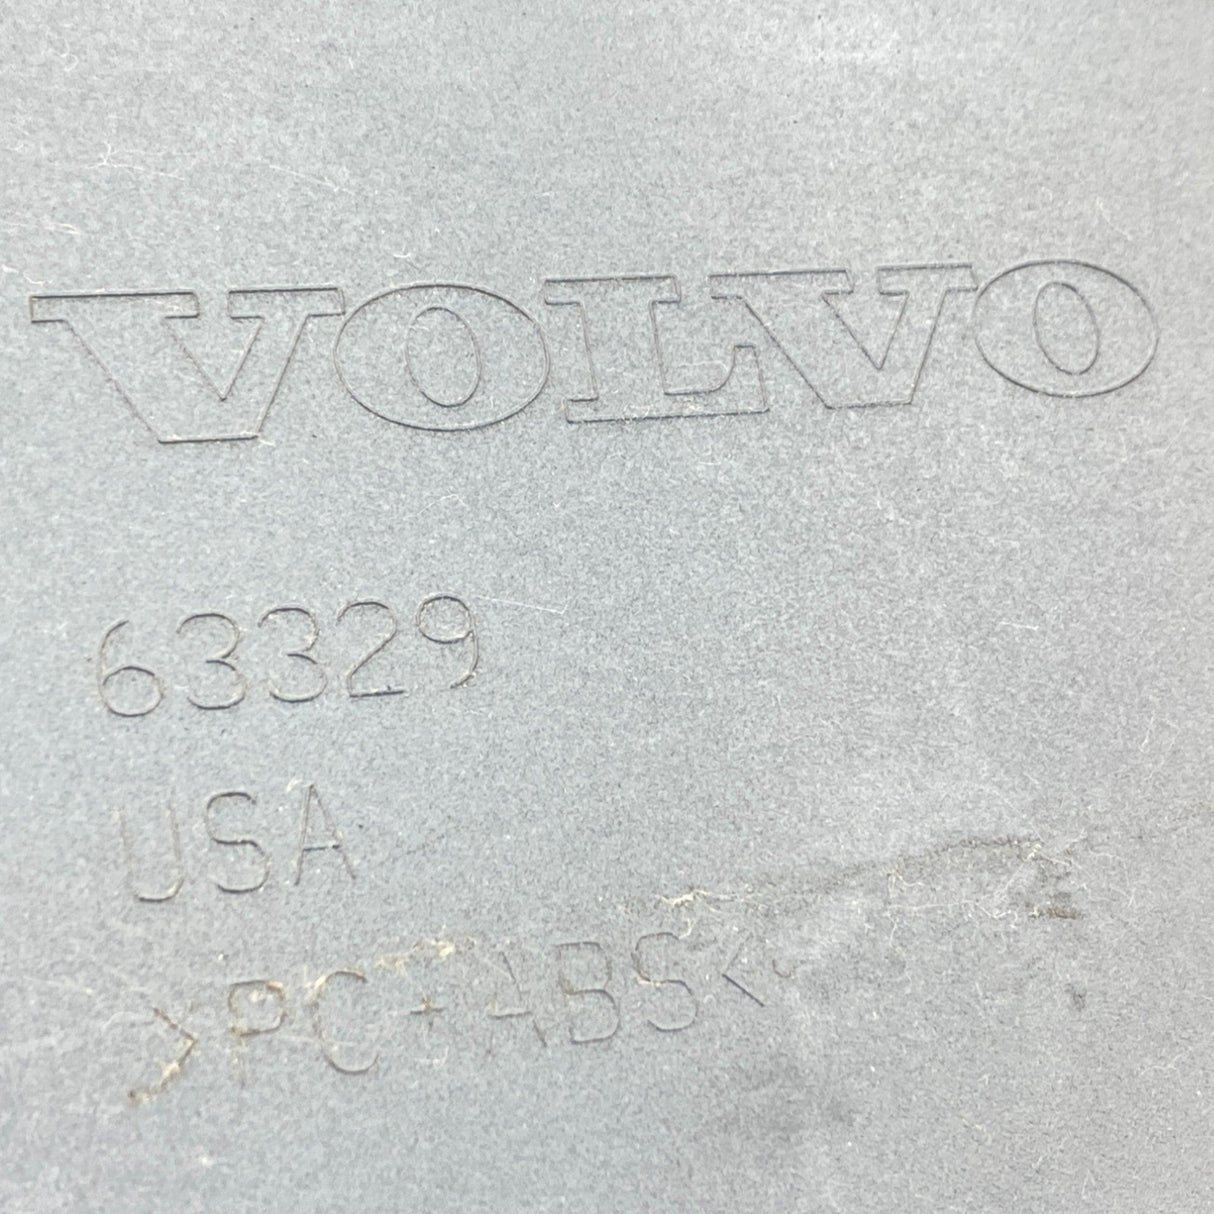 VOLVO
63329
USA
>PC+ABS<